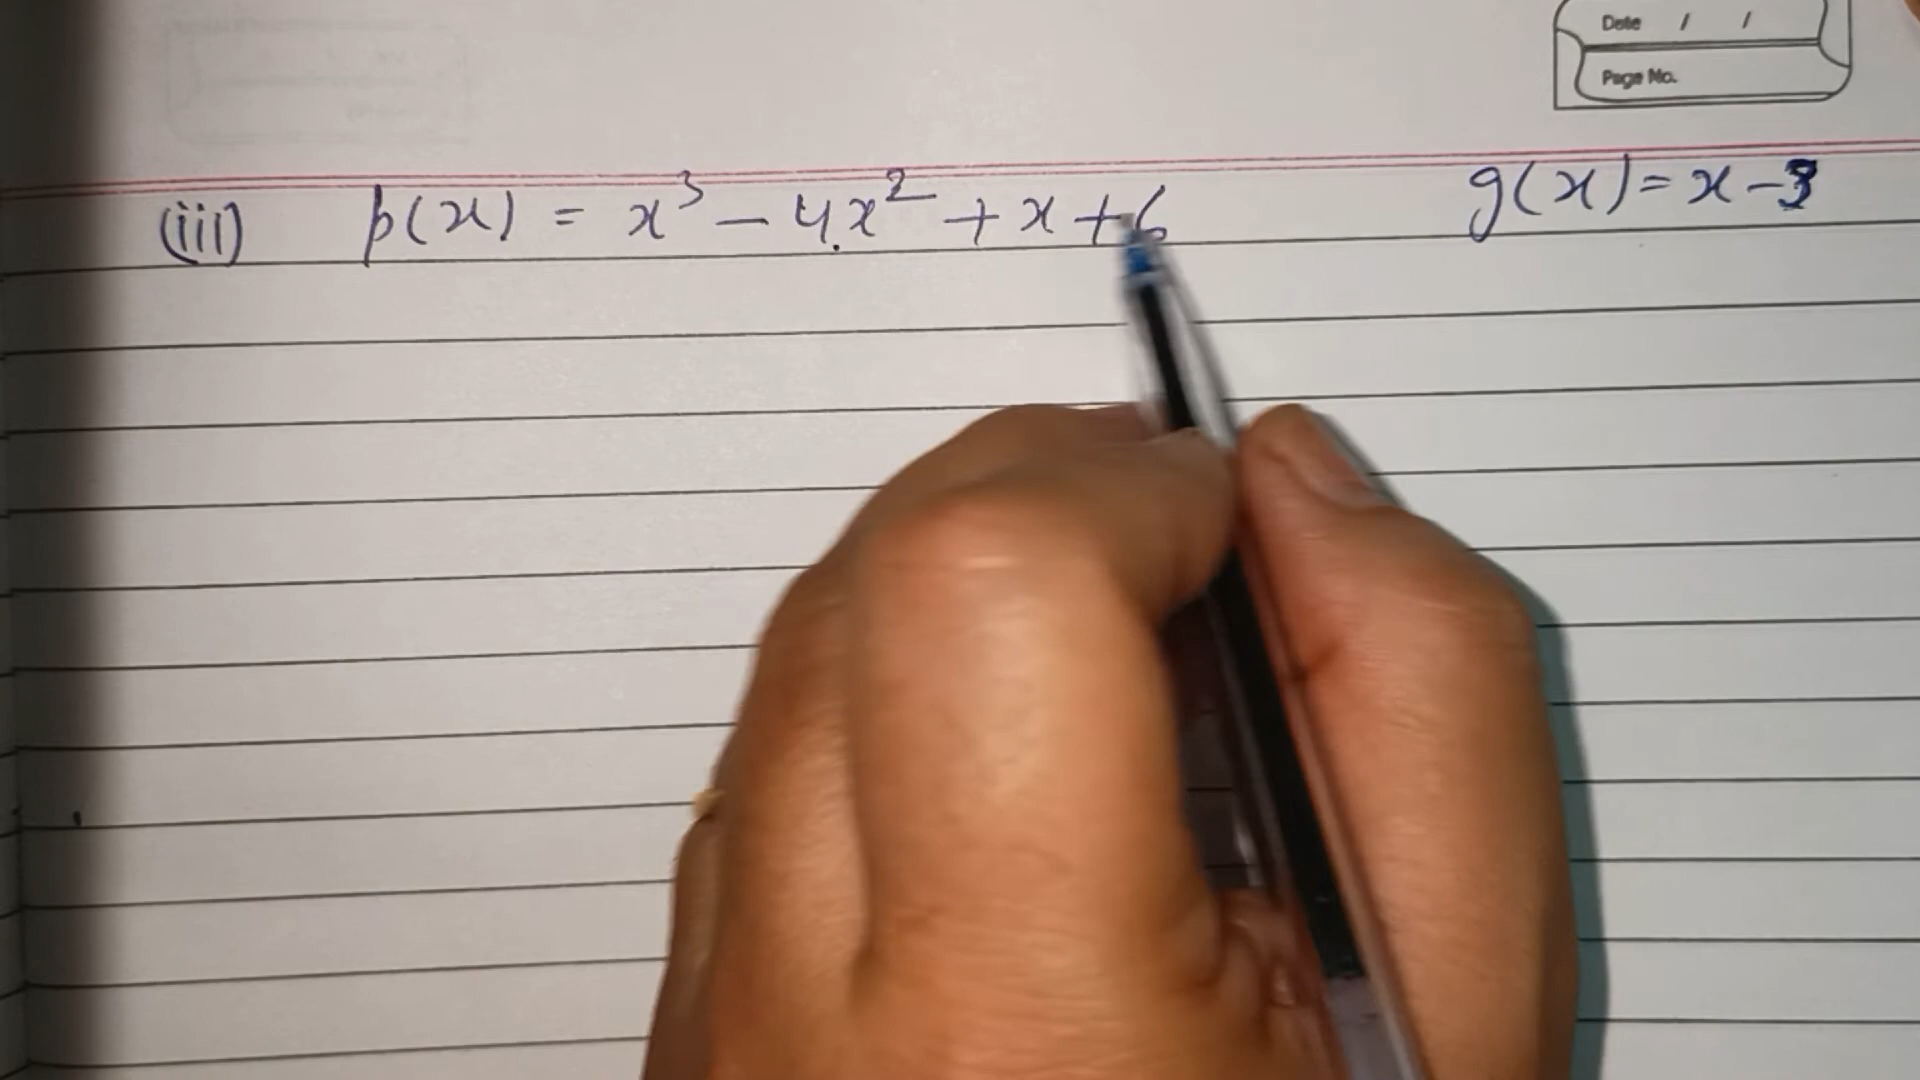 Date / /
Page No.
(iii) p(x) = x³ - 4x² + x + 6 g(x) = x - 3